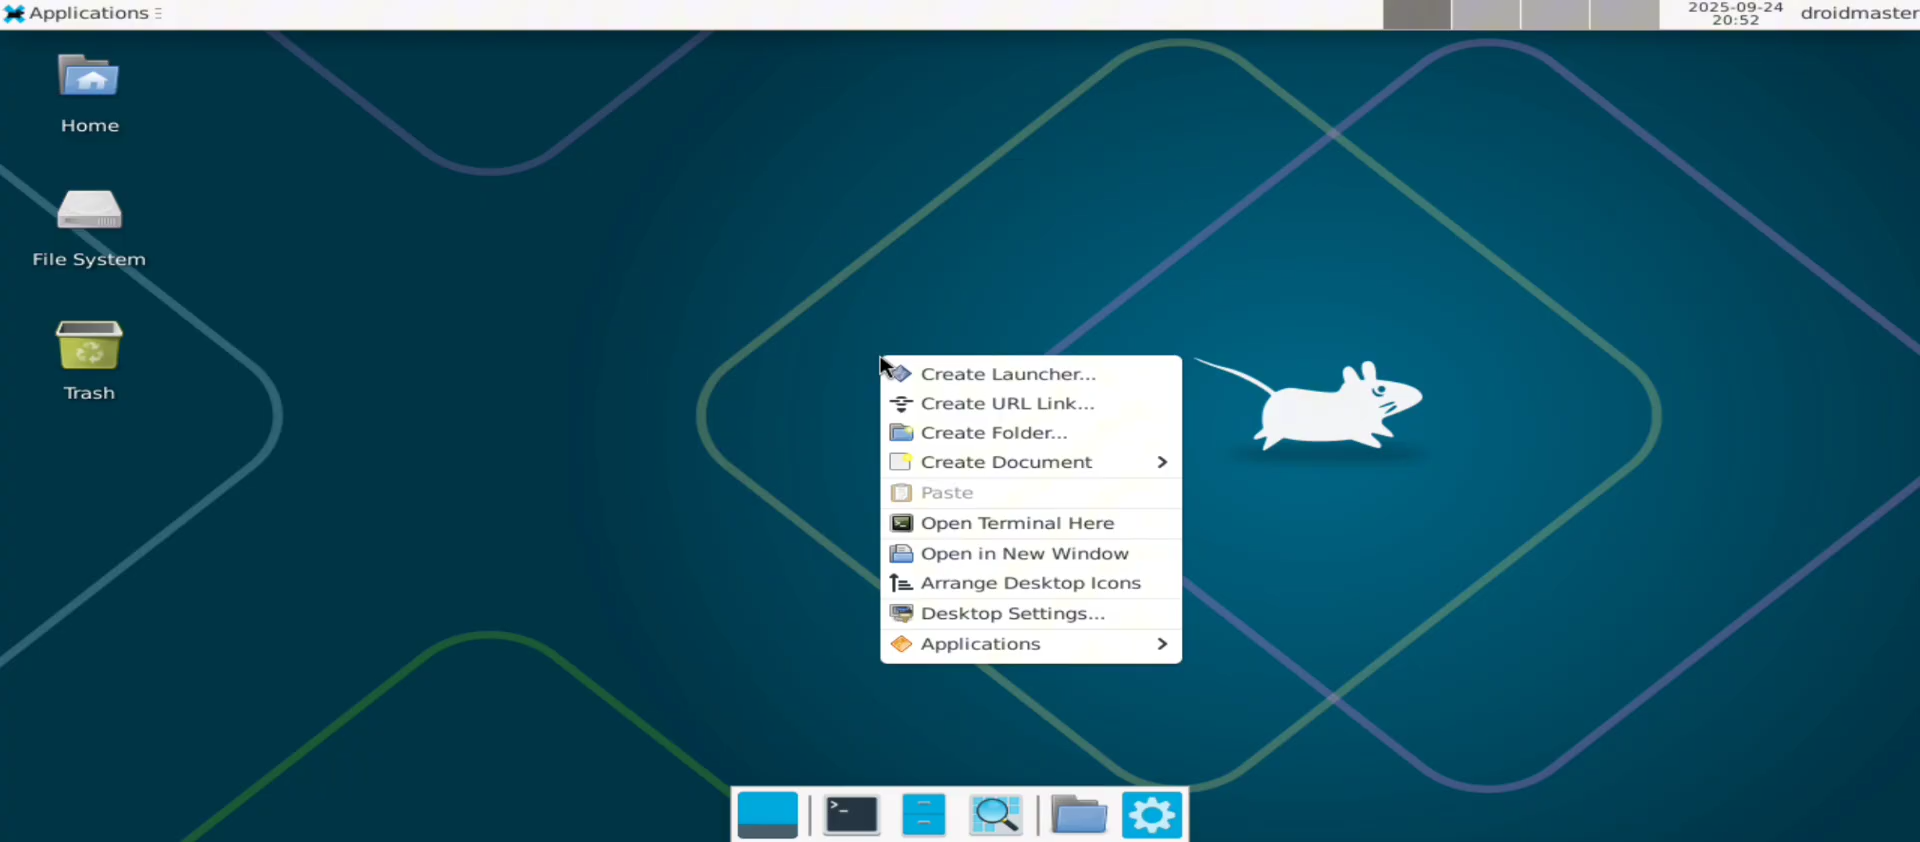 Applications
2025-09-24
20:52
droidmaster
Home
File System
Trash
Create Launcher...
Create URL Link...
Create Folder...
Create Document
Paste
Open Terminal Here
Open in New Window
Arrange Desktop Icons
Desktop Settings...
Applications
>_